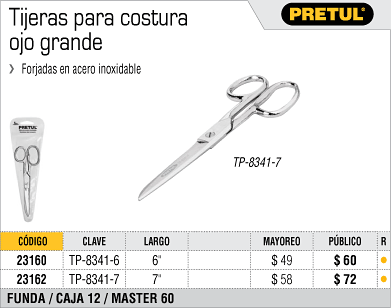 Tijeras para costura
ojo grande
PRETUL®
❯ Forjadas en acero inoxidable
PRETUL
TP-8341-7
CÓDIGO CLAVE LARGO MAYOREO PÚBLICO R
23160 TP-8341-6 6" $ 49 $ 60 ●
23162 TP-8341-7 7" $ 58 $ 72 ●
FUNDA / CAJA 12 / MASTER 60